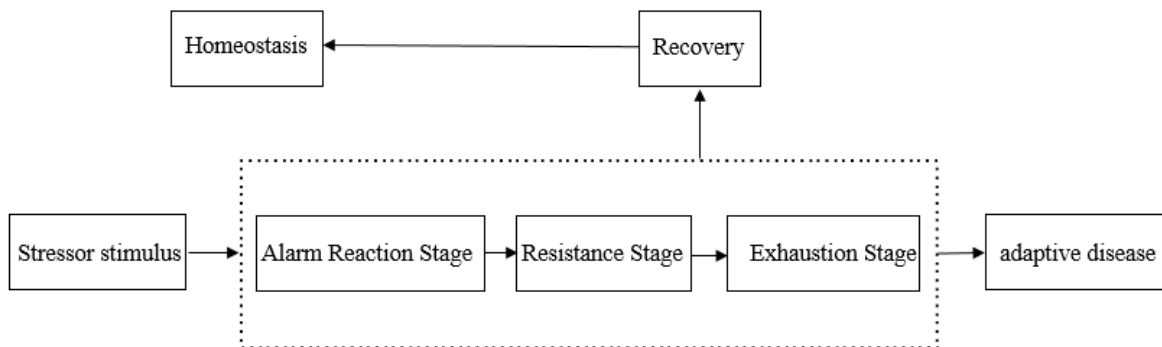 Homeostasis
Recovery
Stressor stimulus
Alarm Reaction Stage
Resistance Stage
Exhaustion Stage
adaptive disease